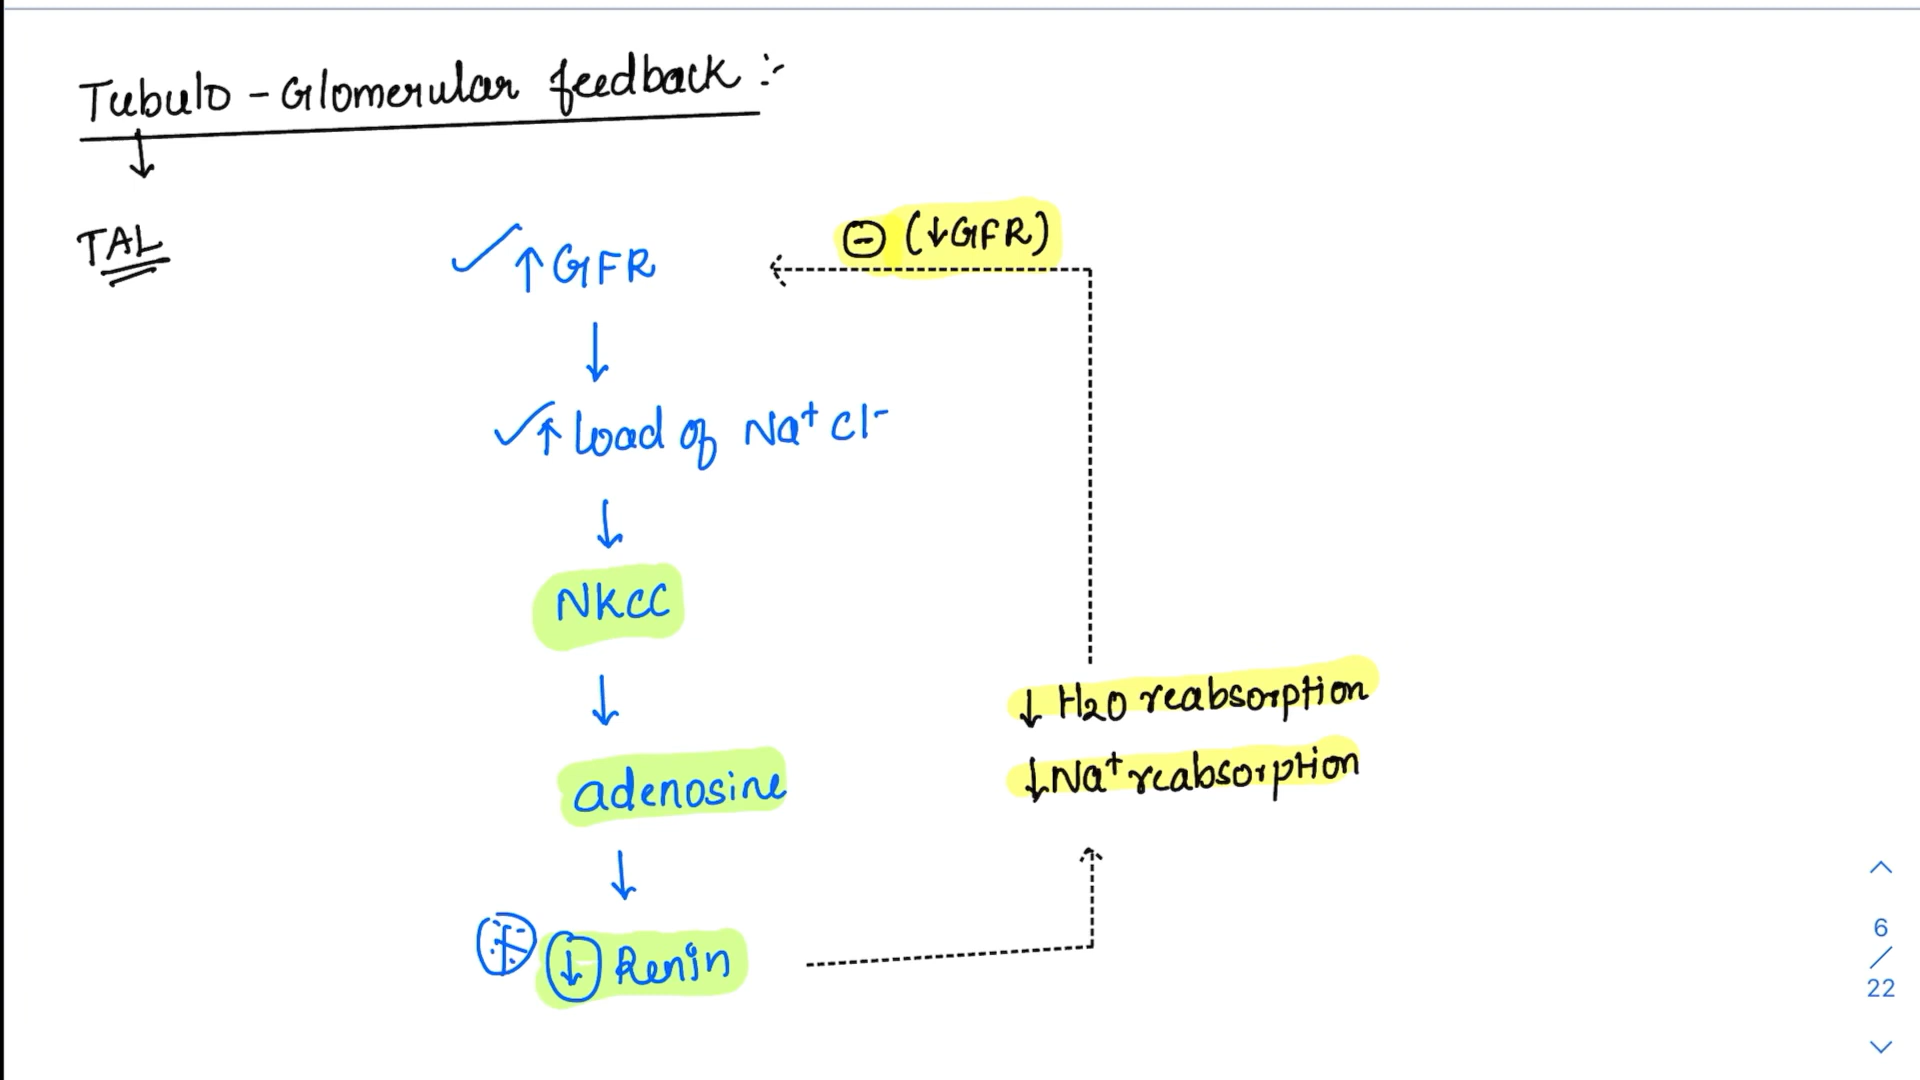 Tubulo - Glomerular feedback :-
↓
TAL
✓ ↑ GFR
⊖ (↓GFR)
↓
✓ ↑ load of Na⁺ Cl⁻
↓
NKCC
↓
adenosine
↓
↓ Renin
↓ H2O reabsorption
↓ Na⁺ reabsorption
6
/
22